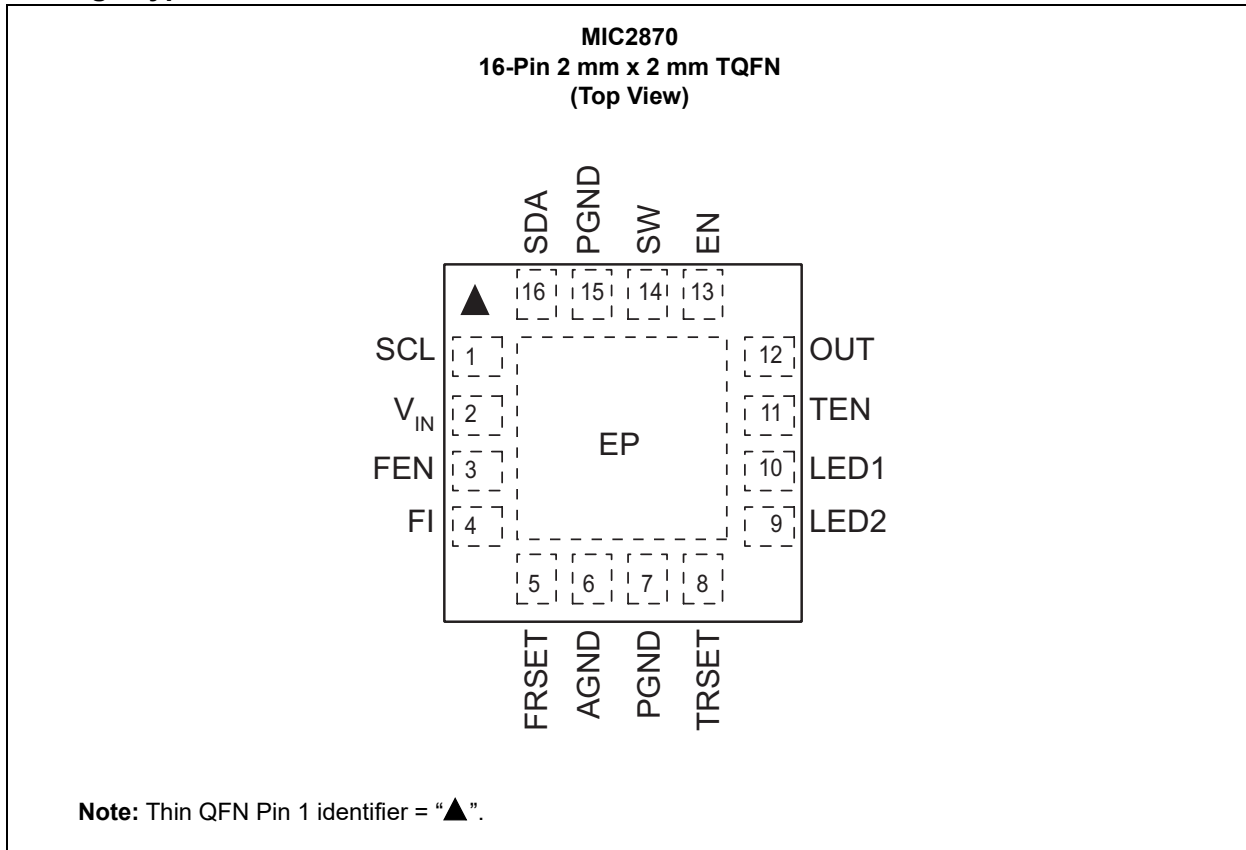 MIC2870
16-Pin 2 mm x 2 mm TQFN
(Top View)
SDA
PGND
SW
EN
16
15
14
13
SCL
1
12
OUT
V_IN
2
11
TEN
EP
FEN
3
10
LED1
FI
4
9
LED2
5
6
7
8
FRSET
AGND
PGND
TRSET
Note: Thin QFN Pin 1 identifier = “▲”.